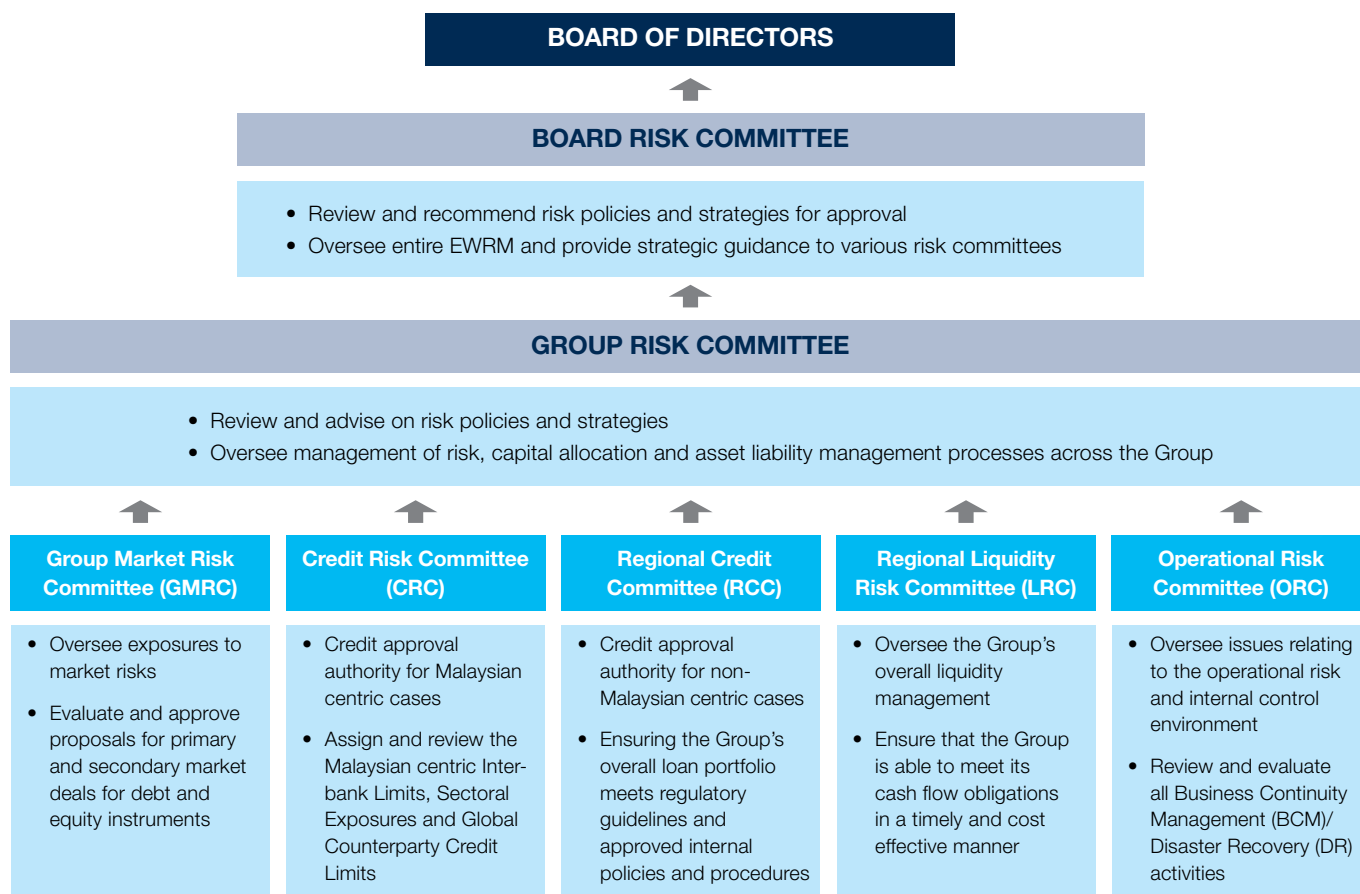 BOARD OF DIRECTORS
BOARD RISK COMMITTEE
• Review and recommend risk policies and strategies for approval
• Oversee entire EWRM and provide strategic guidance to various risk committees
GROUP RISK COMMITTEE
• Review and advise on risk policies and strategies
• Oversee management of risk, capital allocation and asset liability management processes across the Group
Group Market Risk
Committee (GMRC)
• Oversee exposures to
market risks
• Evaluate and approve
proposals for primary
and secondary market
deals for debt and
equity instruments
Credit Risk Committee
(CRC)
• Credit approval
authority for Malaysian
centric cases
• Assign and review the
Malaysian centric Inter-
bank Limits, Sectoral
Exposures and Global
Counterparty Credit
Limits
Regional Credit
Committee (RCC)
• Credit approval
authority for non-
Malaysian centric cases
• Ensuring the Group's
overall loan portfolio
meets regulatory
guidelines and
approved internal
policies and procedures
Regional Liquidity
Risk Committee (LRC)
• Oversee the Group's
overall liquidity
management
• Ensure that the Group
is able to meet its
cash flow obligations
in a timely and cost
effective manner
Operational Risk
Committee (ORC)
• Oversee issues relating
to the operational risk
and internal control
environment
• Review and evaluate
all Business Continuity
Management (BCM)/
Disaster Recovery (DR)
activities